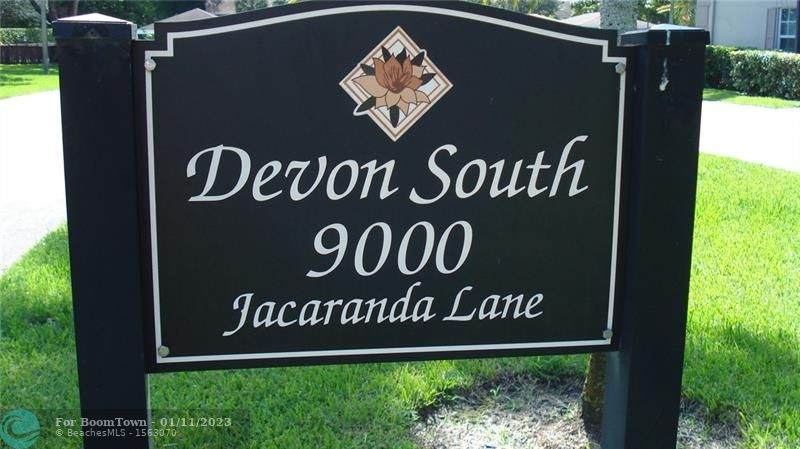 Devon South
9000
Jacaranda Lane
For BoomTown - 01/11/2023
©BeachesMLS - 1563070